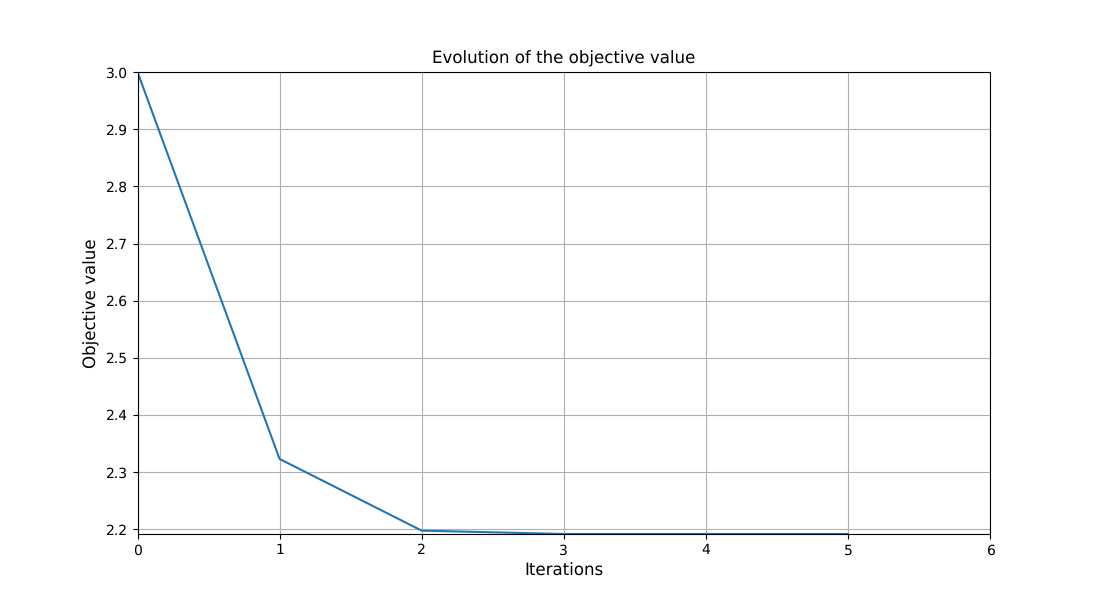 Evolution of the objective value
3.0
2.9
2.8
2.7
2.6
2.5
2.4
2.3
2.2
Objective value
0 1 2 3 4 5 6
Iterations